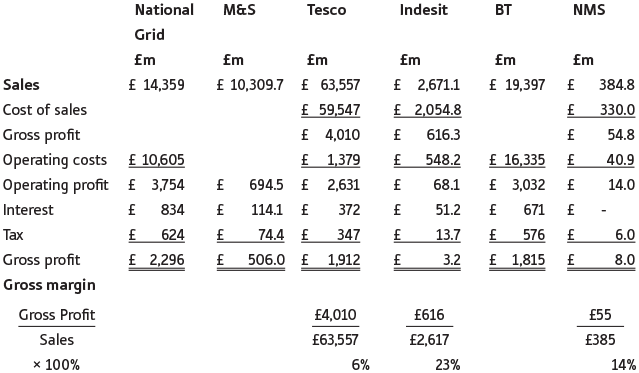 National M&S Tesco Indesit BT NMS
Grid
£m £m £m £m £m £m
Sales £ 14,359 £ 10,309.7 £ 63,557 £ 2,671.1 £ 19,397 £ 384.8
Cost of sales £ 59,547 £ 2,054.8 £ 330.0
Gross profit £ 4,010 £ 616.3 £ 54.8
Operating costs £ 10,605 £ 1,379 £ 548.2 £ 16,335 £ 40.9
Operating profit £ 3,754 £ 694.5 £ 2,631 £ 68.1 £ 3,032 £ 14.0
Interest £ 834 £ 114.1 £ 372 £ 51.2 £ 671 £ -
Tax £ 624 £ 74.4 £ 347 £ 13.7 £ 576 £ 6.0
Gross profit £ 2,296 £ 506.0 £ 1,912 £ 3.2 £ 1,815 £ 8.0
Gross margin
Gross Profit £4,010 £616 £55
Sales £63,557 £2,617 £385
× 100% 6% 23% 14%